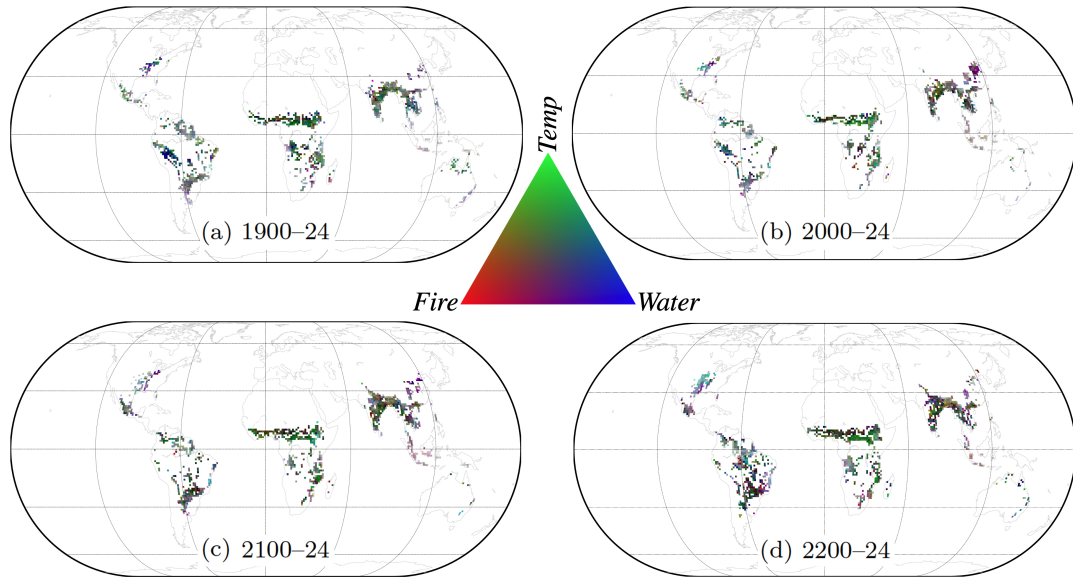 Temp
(a) 1900–24
(b) 2000–24
Fire
Water
(c) 2100–24
(d) 2200–24